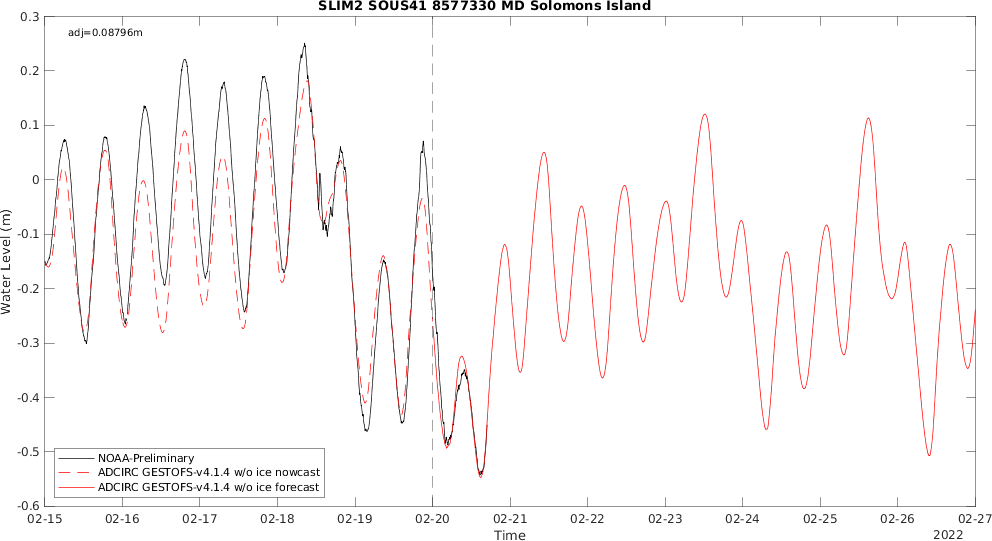 SLIM2 SOUS41 8577330 MD Solomons Island
adj=0.08796m
0.3
0.2
0.1
0
-0.1
-0.2
-0.3
-0.4
-0.5
-0.6
Water Level (m)
NOAA-Preliminary
ADCIRC GESTOFS-v4.1.4 w/o ice nowcast
ADCIRC GESTOFS-v4.1.4 w/o ice forecast
02-15 02-16 02-17 02-18 02-19 02-20 02-21 02-22 02-23 02-24 02-25 02-26 02-27
Time
2022